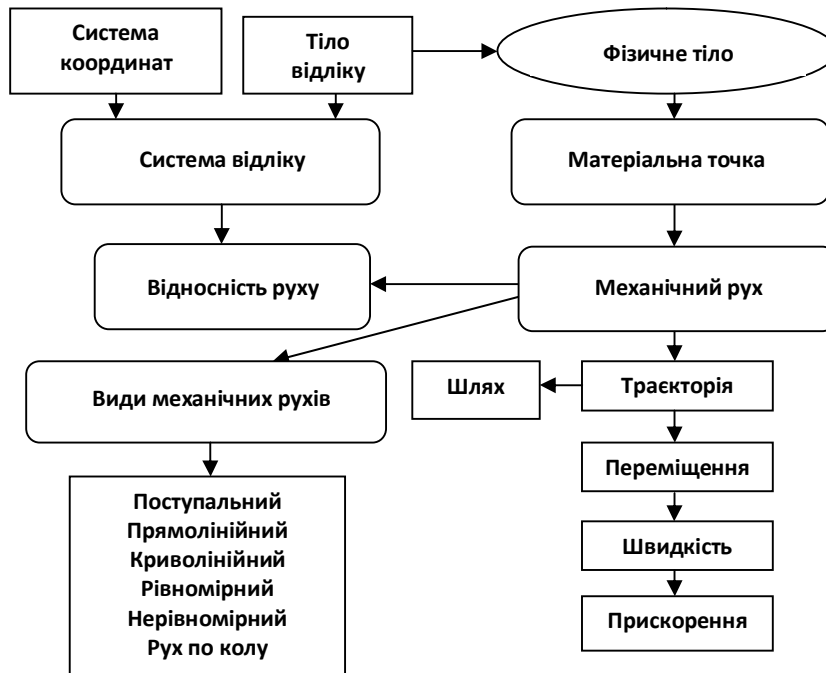 Система
координат
Тіло
відліку
Фізичне тіло
Система відліку
Матеріальна точка
Відносність руху
Механічний рух
Види механічних рухів
Шлях
Траєкторія
Переміщення
Поступальний
Прямолінійний
Криволінійний
Рівномірний
Нерівномірний
Рух по колу
Швидкість
Прискорення